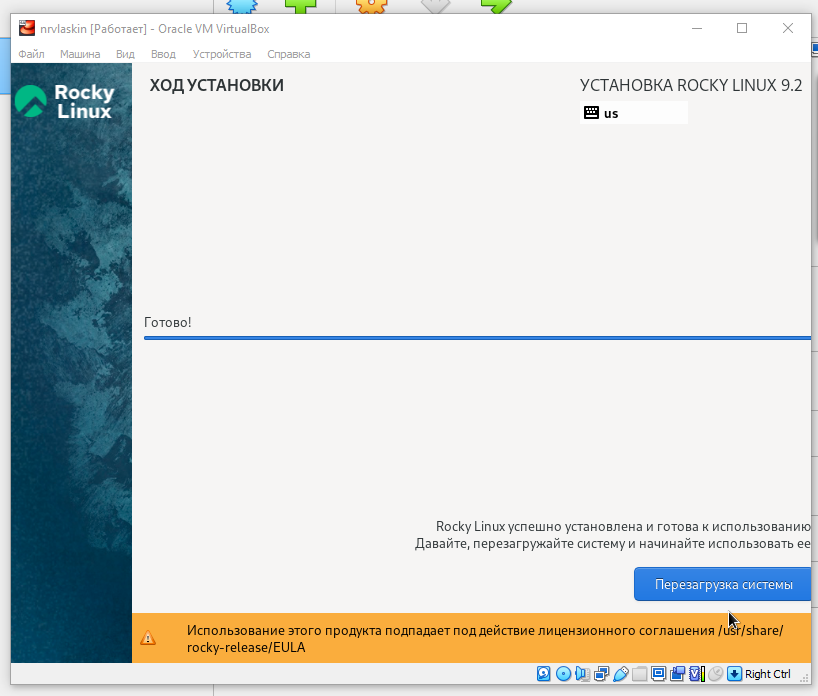 nrvlaskin [Работает] - Oracle VM VirtualBox
Файл Машина Вид Ввод Устройства Справка
Rocky
Linux
ХОД УСТАНОВКИ
УСТАНОВКА ROCKY LINUX 9.2
us
Готово!
Rocky Linux успешно установлена и готова к использованию
Давайте, перезагружайте систему и начинайте использовать ее
Перезагрузка системы
Использование этого продукта подпадает под действие лицензионного соглашения /usr/share/
rocky-release/EULA
Right Ctrl